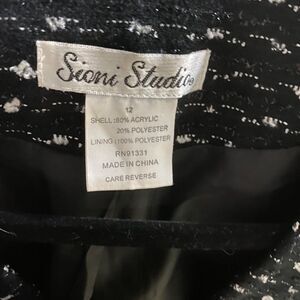 Sioni Studio®
12
SHELL:80% ACRYLIC
20% POLYESTER
LINING:100% POLYESTER
RN91331
MADE IN CHINA
CARE REVERSE